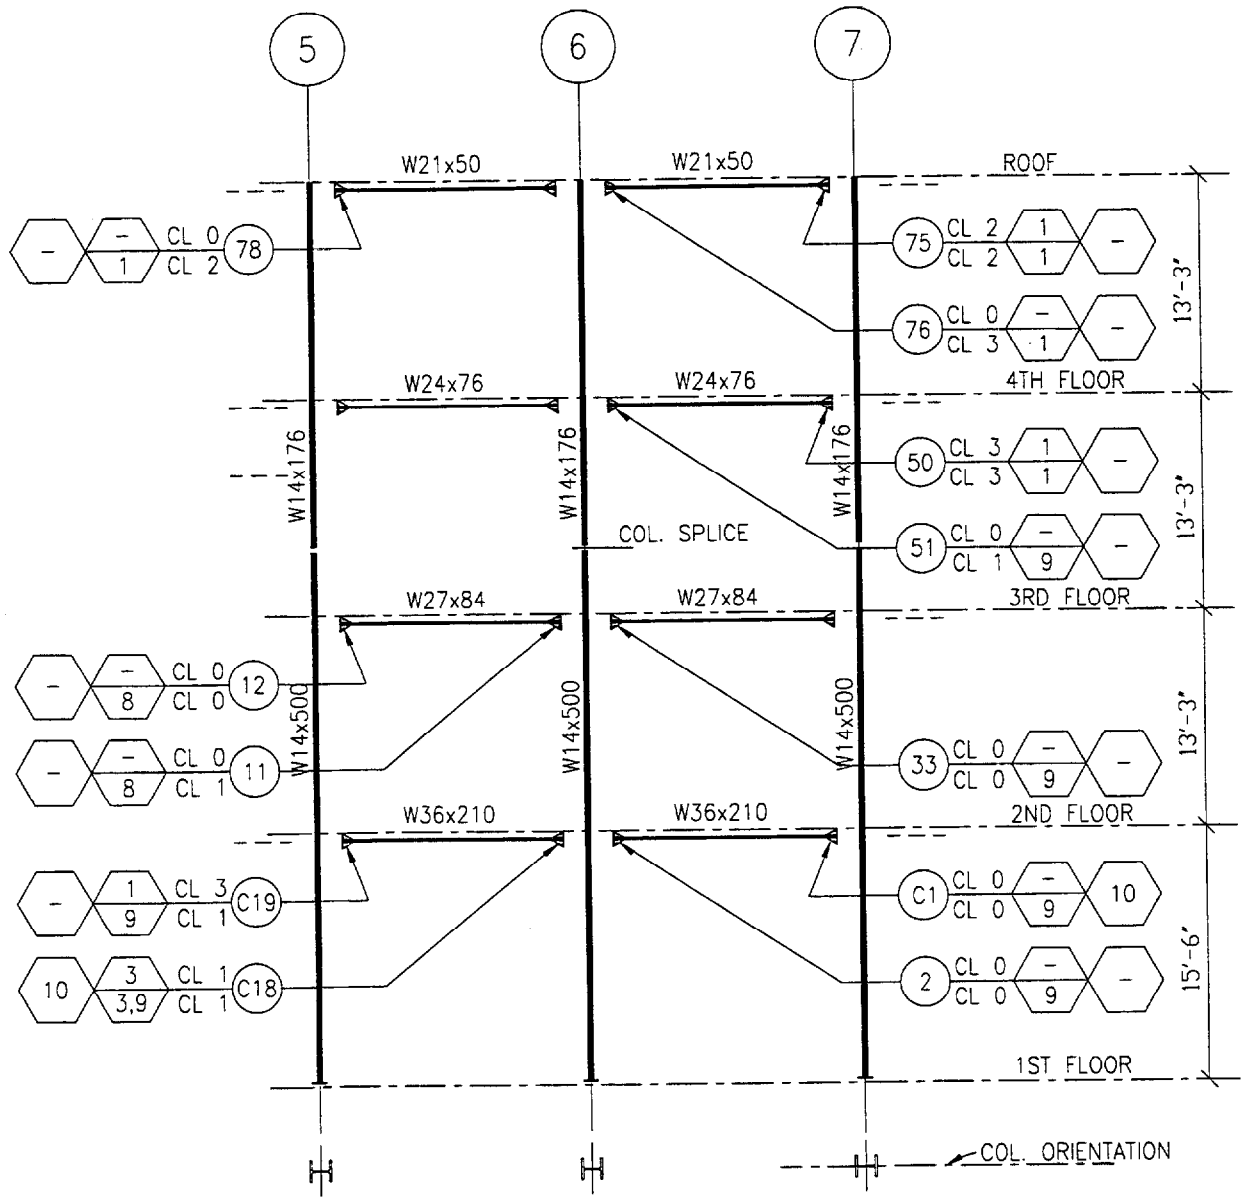 5
6
7
W21x50
W21x50
ROOF
-
-
1
CL 0
CL 2
78
75
CL 2
CL 2
1
1
-
13'-3"
76
CL 0
CL 3
-
1
-
W24x76
W24x76
4TH FLOOR
W14x176
W14x176
W14x176
50
CL 3
CL 3
1
1
-
13'-3"
COL. SPLICE
51
CL 0
CL 1
-
9
-
W27x84
W27x84
3RD FLOOR
-
-
8
CL 0
CL 0
12
W14x500
W14x500
W14x500
13'-3"
-
-
8
CL 0
CL 1
11
33
CL 0
CL 0
-
9
-
W36x210
W36x210
2ND FLOOR
-
1
9
CL 3
CL 1
C19
C1
CL 0
CL 0
-
9
10
15'-6"
10
3
3,9
CL 1
CL 1
C18
2
CL 0
CL 0
-
9
-
1ST FLOOR
COL. ORIENTATION